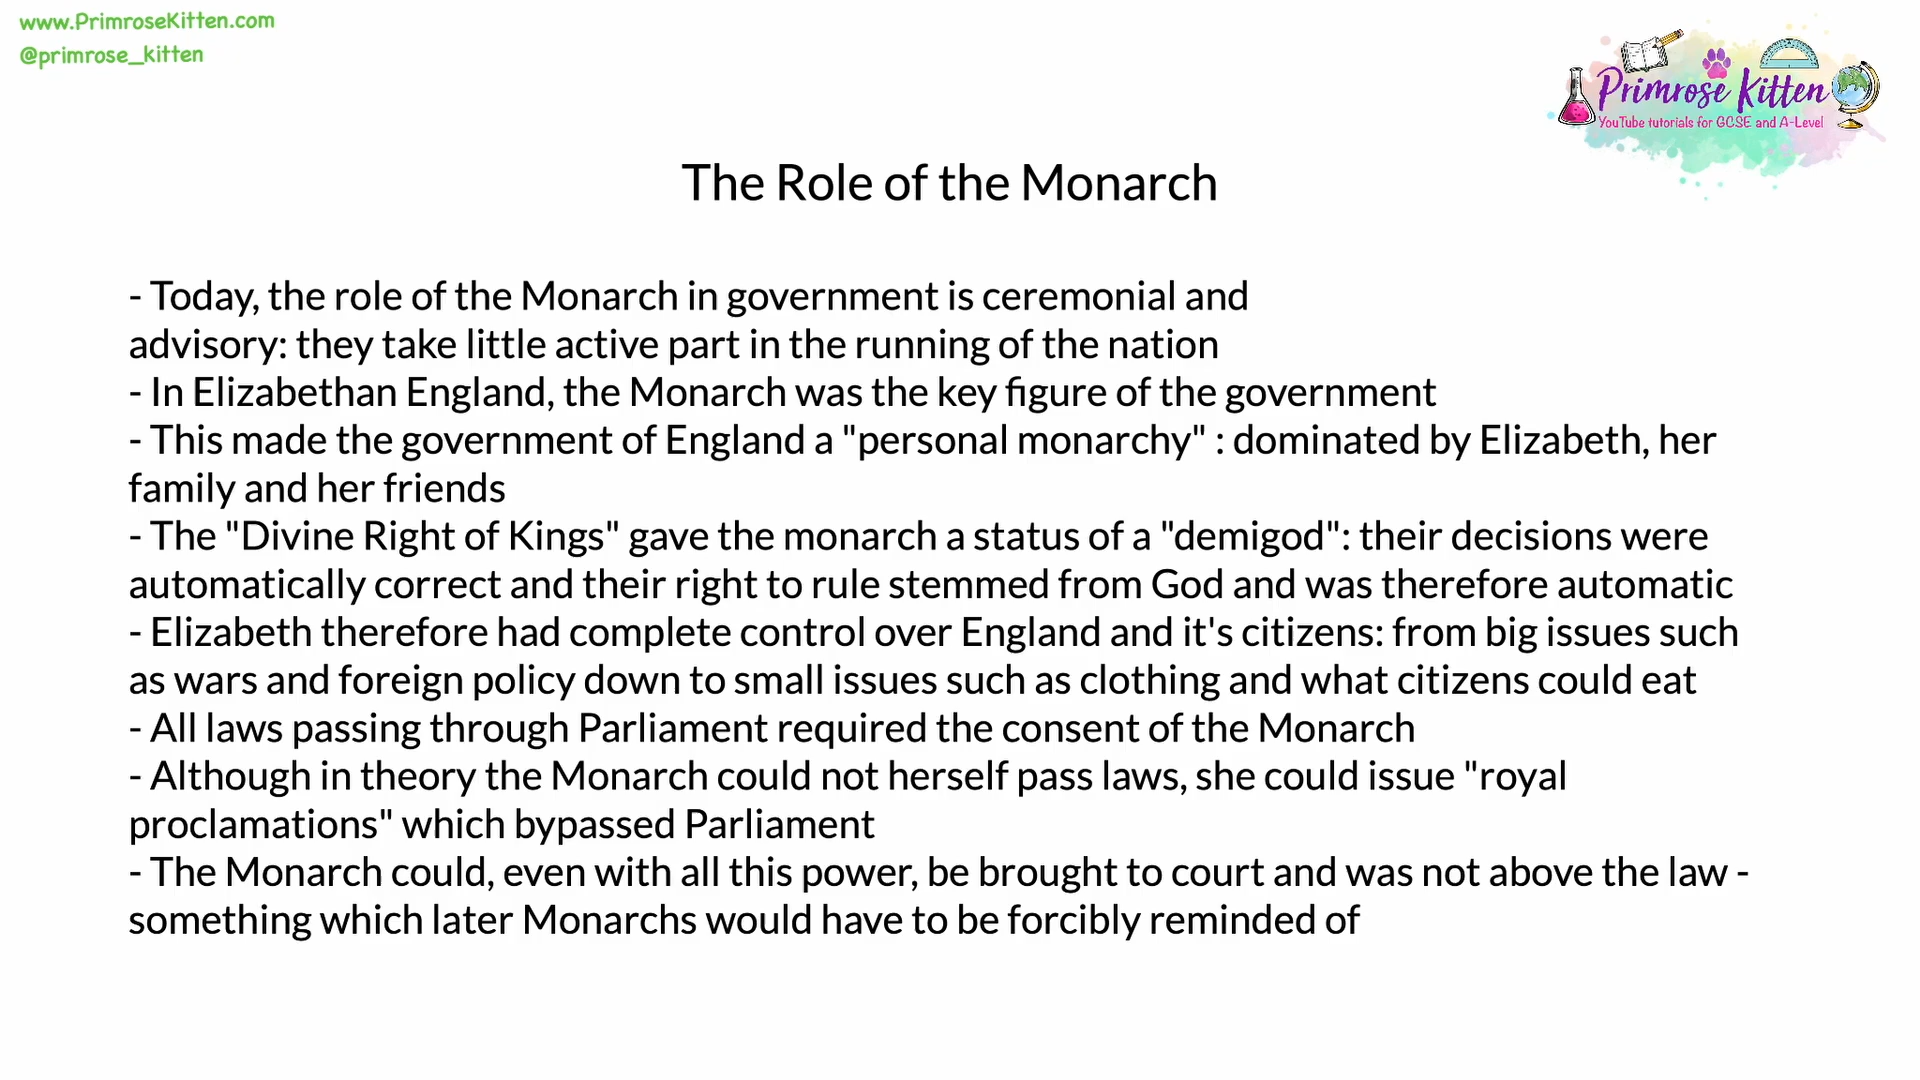 www.PrimroseKitten.com
@primrose_kitten
Primrose Kitten
YouTube tutorials for GCSE and A-Level
The Role of the Monarch
- Today, the role of the Monarch in government is ceremonial and
advisory: they take little active part in the running of the nation
- In Elizabethan England, the Monarch was the key figure of the government
- This made the government of England a "personal monarchy" : dominated by Elizabeth, her
family and her friends
- The "Divine Right of Kings" gave the monarch a status of a "demigod": their decisions were
automatically correct and their right to rule stemmed from God and was therefore automatic
- Elizabeth therefore had complete control over England and it's citizens: from big issues such
as wars and foreign policy down to small issues such as clothing and what citizens could eat
- All laws passing through Parliament required the consent of the Monarch
- Although in theory the Monarch could not herself pass laws, she could issue "royal
proclamations" which bypassed Parliament
- The Monarch could, even with all this power, be brought to court and was not above the law -
something which later Monarchs would have to be forcibly reminded of